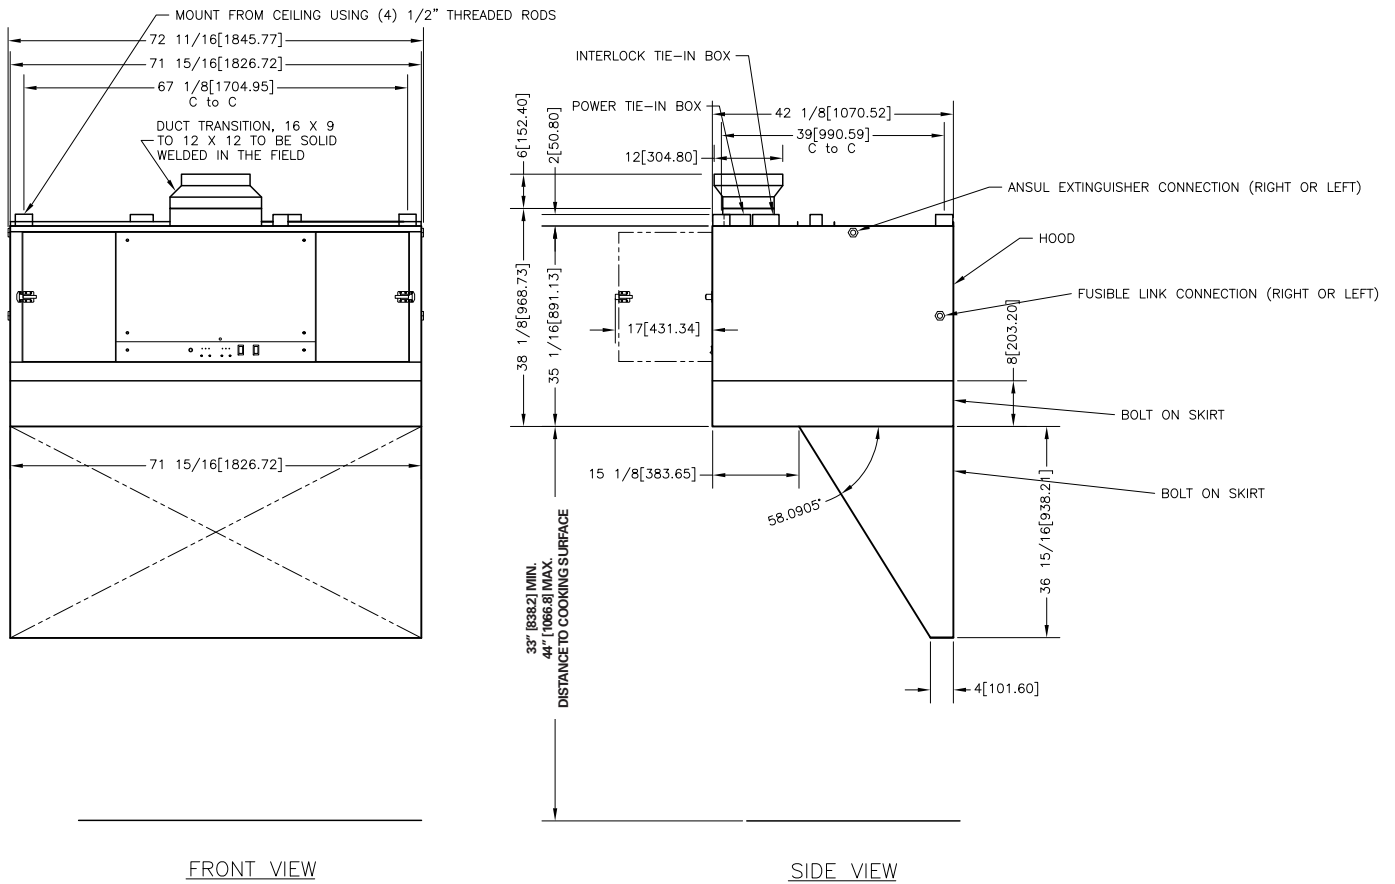 MOUNT FROM CEILING USING (4) 1/2" THREADED RODS
72 11/16[1845.77]
71 15/16[1826.72]
67 1/8[1704.95]
C to C
DUCT TRANSITION, 16 X 9
TO 12 X 12 TO BE SOLID
WELDED IN THE FIELD
71 15/16[1826.72]
FRONT VIEW
INTERLOCK TIE-IN BOX
POWER TIE-IN BOX
42 1/8[1070.52]
39[990.59]
C to C
12[304.80]
6[152.40]
2[50.80]
38 1/8[968.73]
35 1/16[891.13]
17[431.34]
ANSUL EXTINGUISHER CONNECTION (RIGHT OR LEFT)
HOOD
FUSIBLE LINK CONNECTION (RIGHT OR LEFT)
8[203.20]
BOLT ON SKIRT
15 1/8[383.65]
58.0905°
BOLT ON SKIRT
36 15/16[938.21]
33" [838.2] MIN.
44" [1066.8] MAX.
DISTANCE TO COOKING SURFACE
4[101.60]
SIDE VIEW